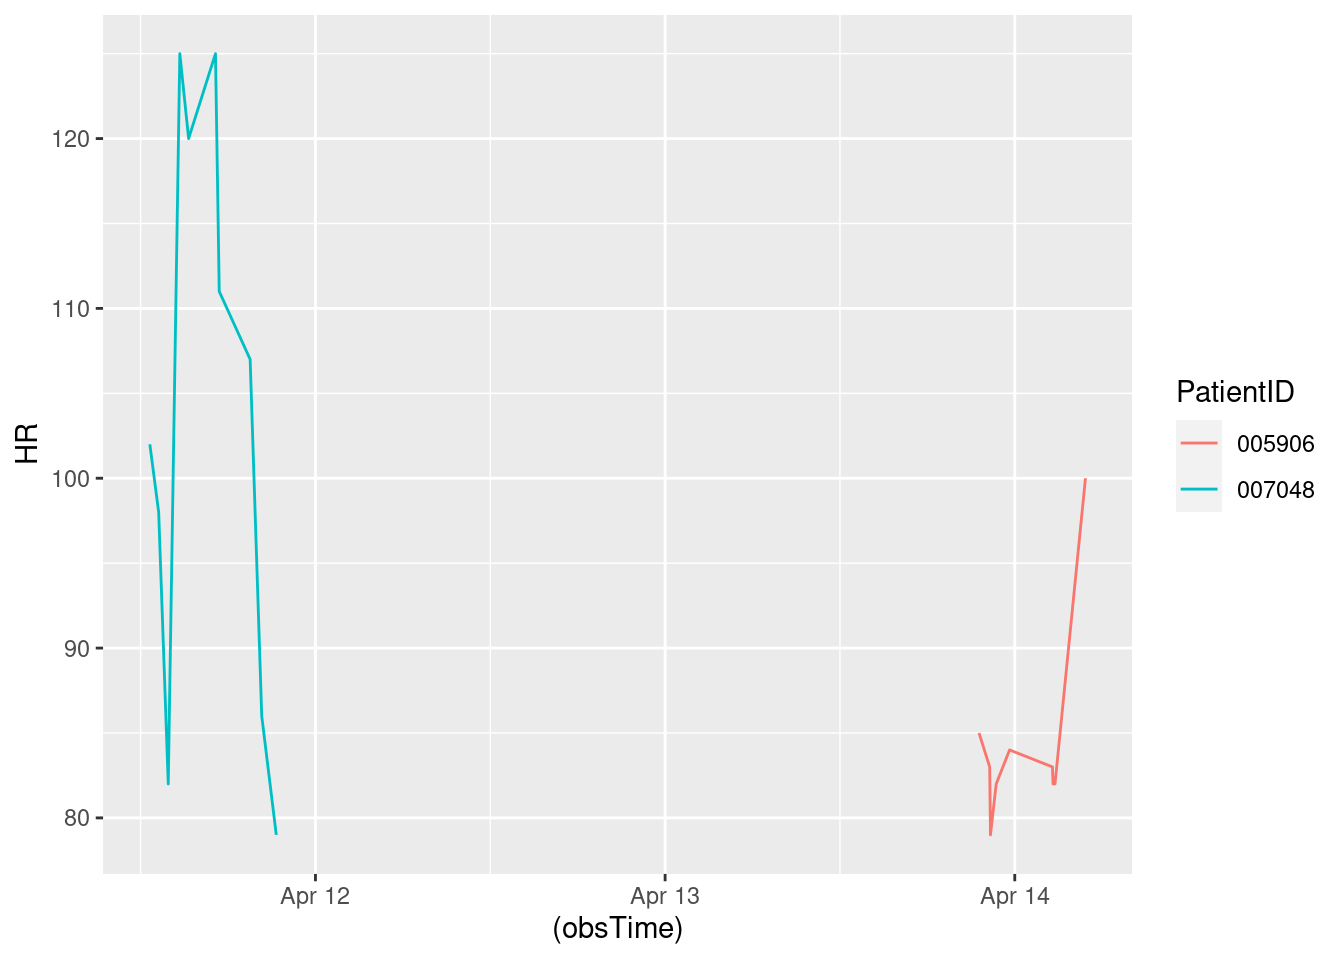 120
110
100
90
80
HR
Apr 12
Apr 13
Apr 14
(obsTime)
PatientID
005906
007048